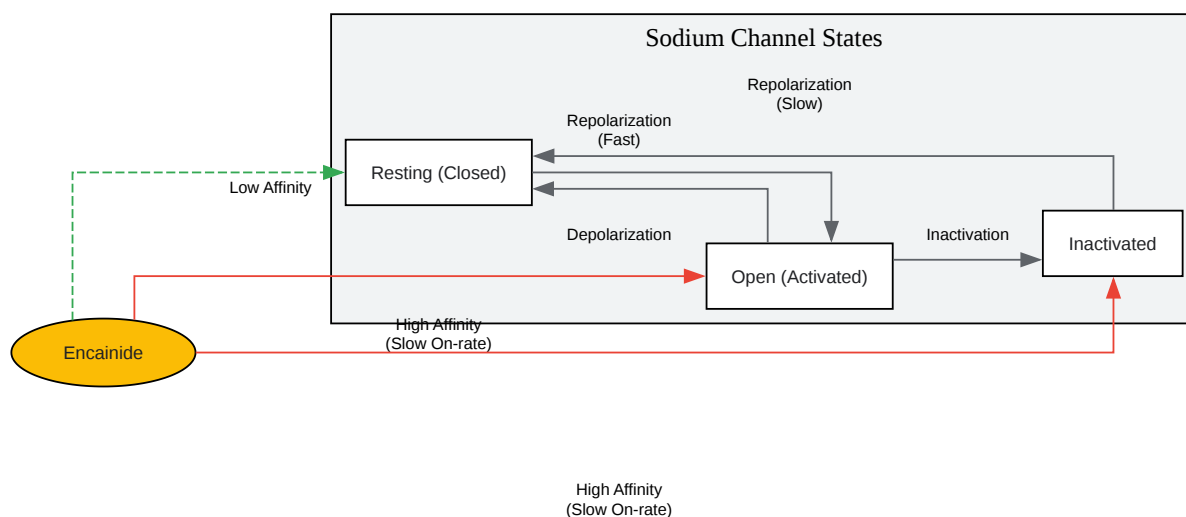 Sodium Channel States
Repolarization
(Slow)
Repolarization
(Fast)
Resting (Closed)
Low Affinity
Depolarization
Inactivation
Inactivated
Open (Activated)
High Affinity
(Slow On-rate)
Encainide
High Affinity
(Slow On-rate)